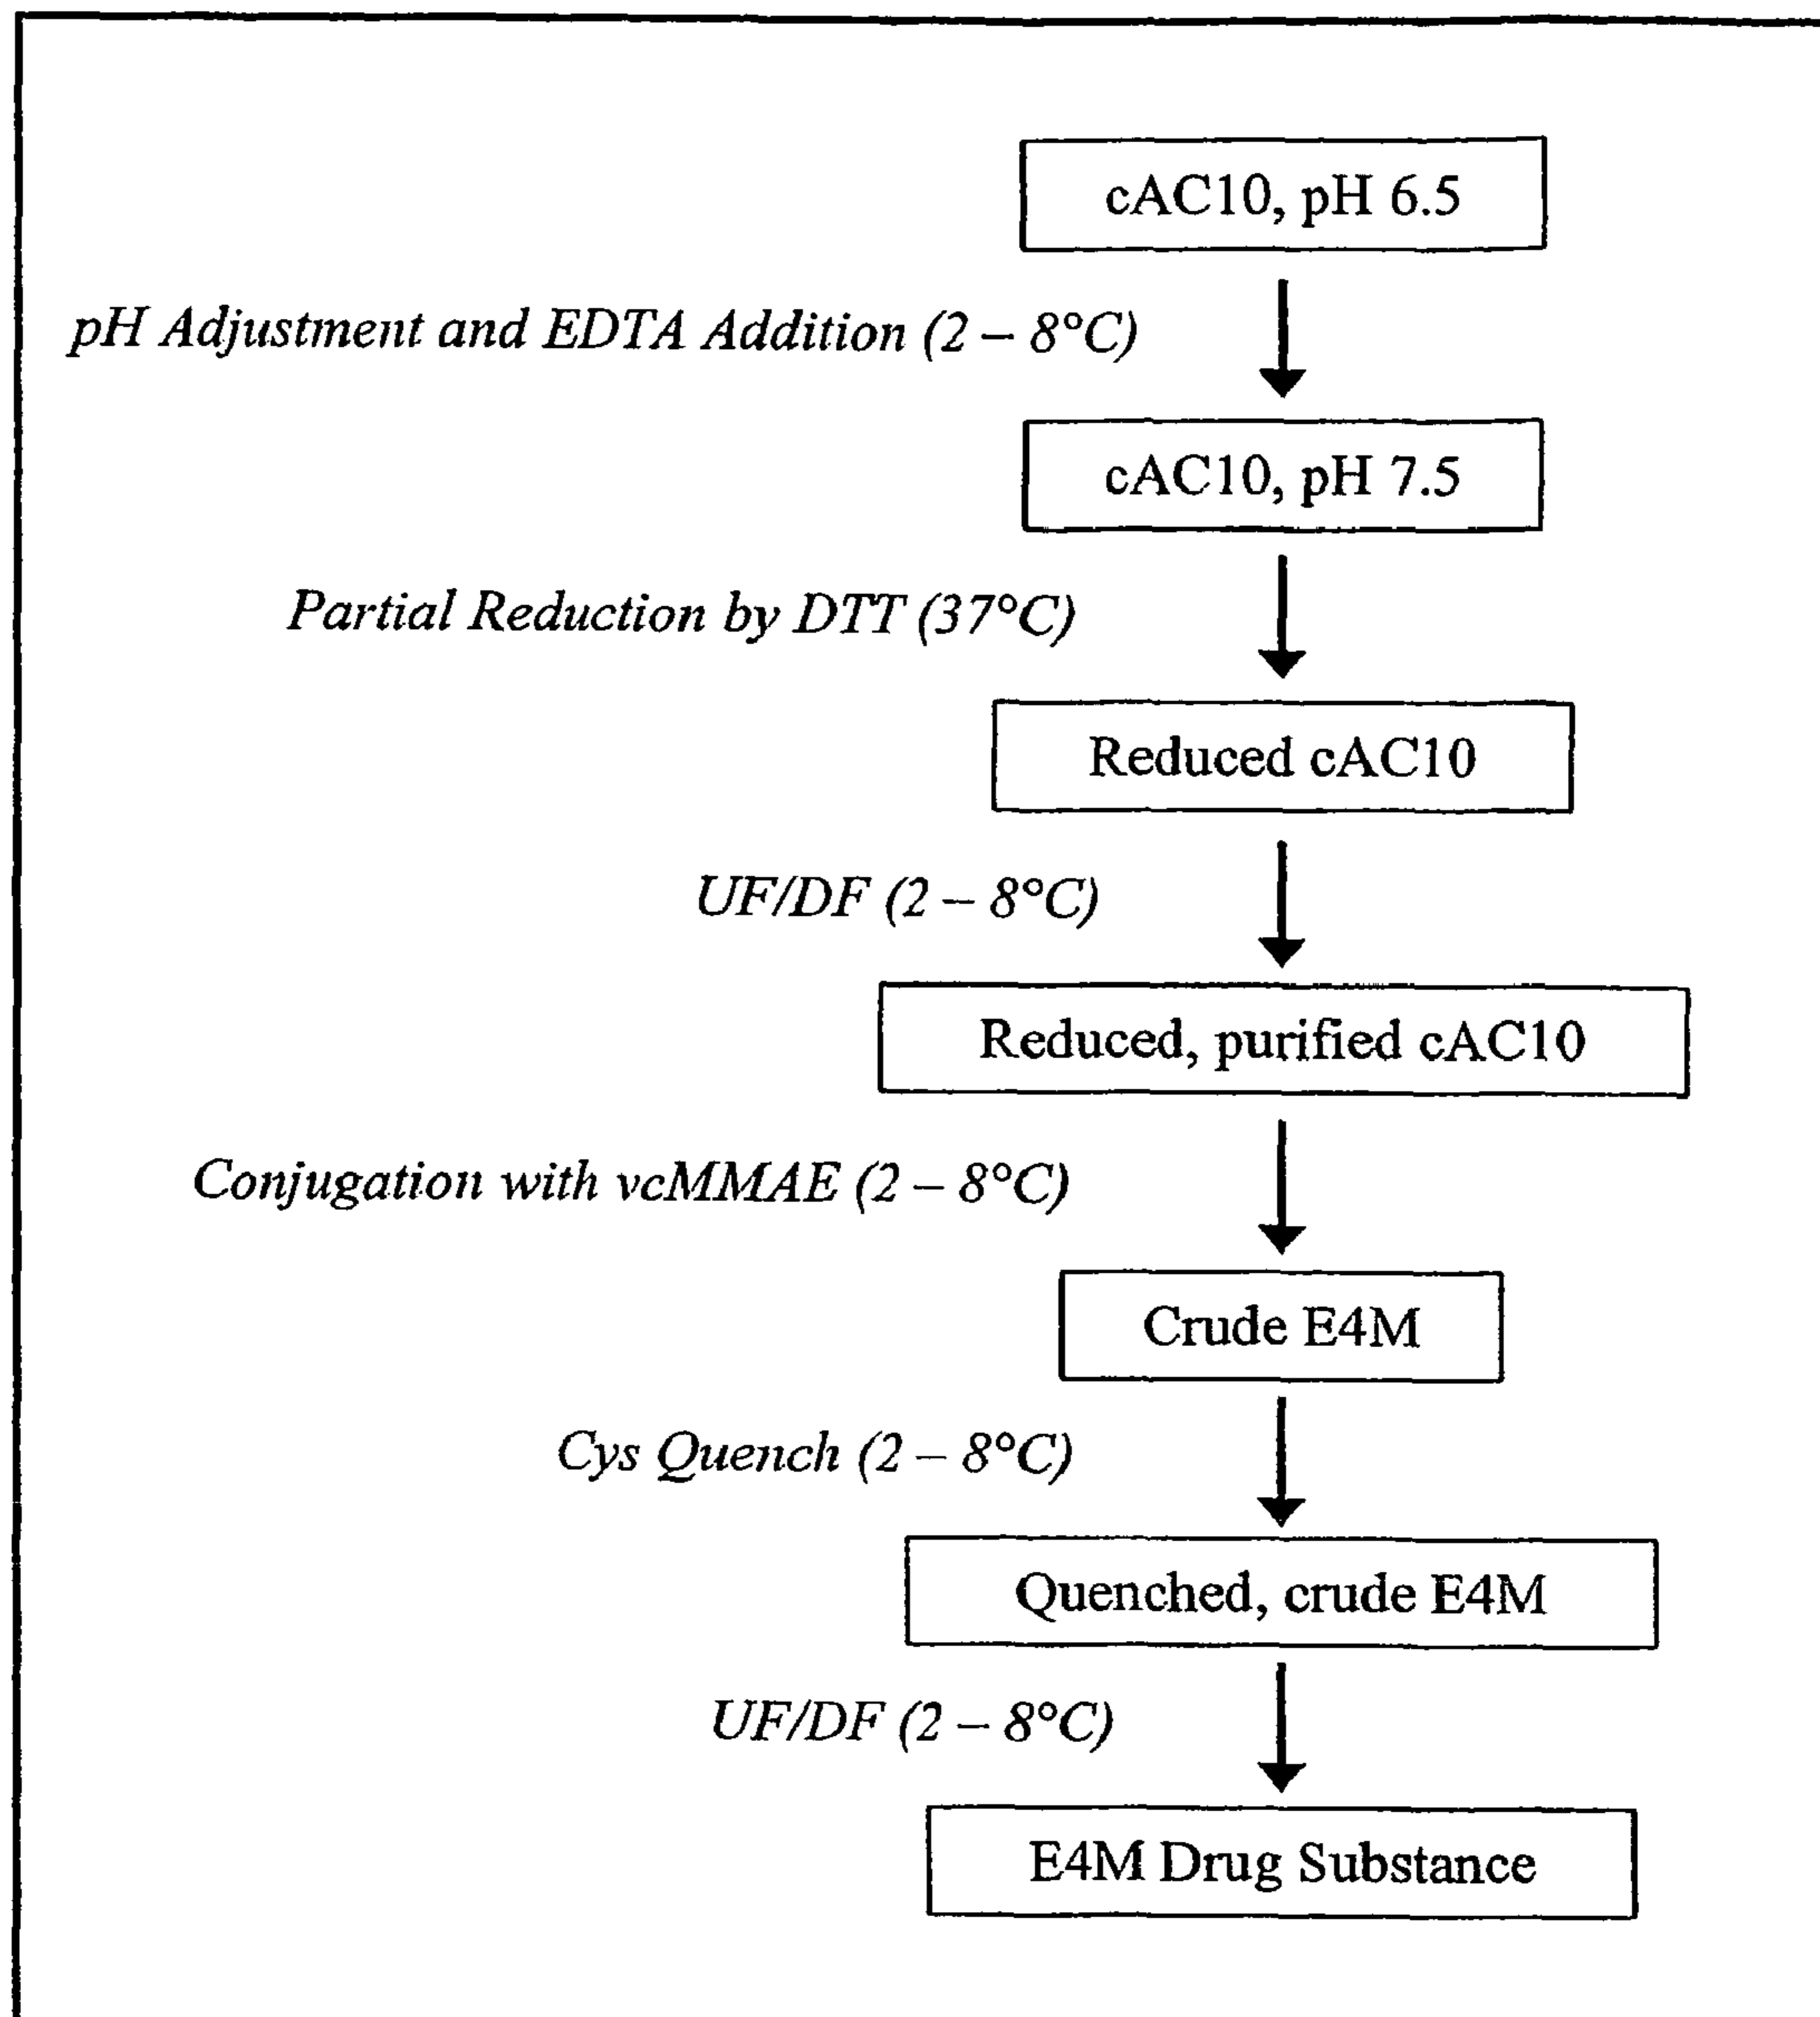 cAC10, pH 6.5
pH Adjustment and EDTA Addition (2 – 8°C)
cAC10, pH 7.5
Partial Reduction by DTT (37°C)
Reduced cAC10
UF/DF (2 – 8°C)
Reduced, purified cAC10
Conjugation with vcMMAE (2 – 8°C)
Crude E4M
Cys Quench (2 – 8°C)
Quenched, crude E4M
UF/DF (2 – 8°C)
E4M Drug Substance